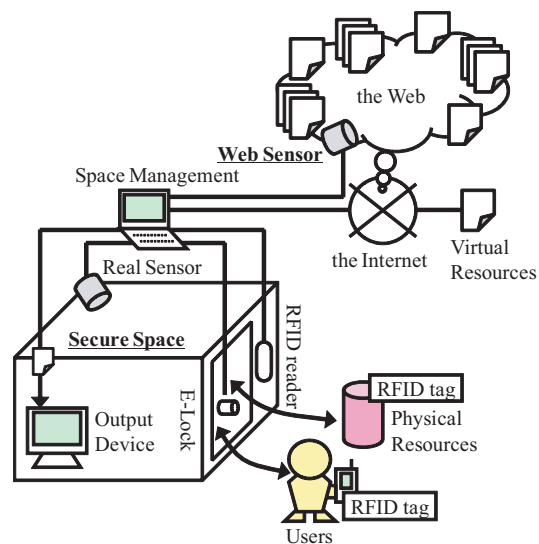 the Web
Web Sensor
Space Management
the Internet
Virtual
Resources
Real Sensor
Secure Space
RFID reader
E-Lock
Output
Device
RFID tag
Physical
Resources
RFID tag
Users